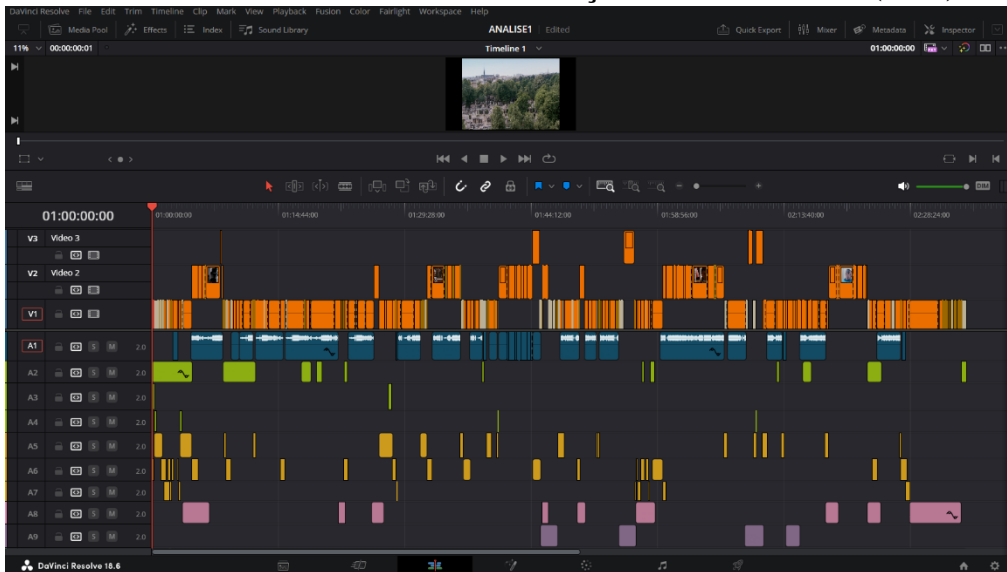 DaVinci Resolve File Edit Trim Timeline Clip Mark View Playback Fusion Color Fairlight Workspace Help
Media Pool Effects Index Sound Library ANALISE1 Edited Quick Export Mixer Metadata Inspector
11% 00:00:00:01 Timeline 1 01:00:00:00
DIM
01:00:00:00 01:00:00:00 01:14:44:00 01:29:28:00 01:44:12:00 01:58:56:00 02:13:40:00 02:28:24:00
V3 Video 3
V2 Video 2
V1
A1 S M 2.0
A2 S M 2.0
A3 S M 2.0
A4 S M 2.0
A5 S M 2.0
A6 S M 2.0
A7 S M 2.0
A8 S M 2.0
A9 S M 2.0
DaVinci Resolve 18.6